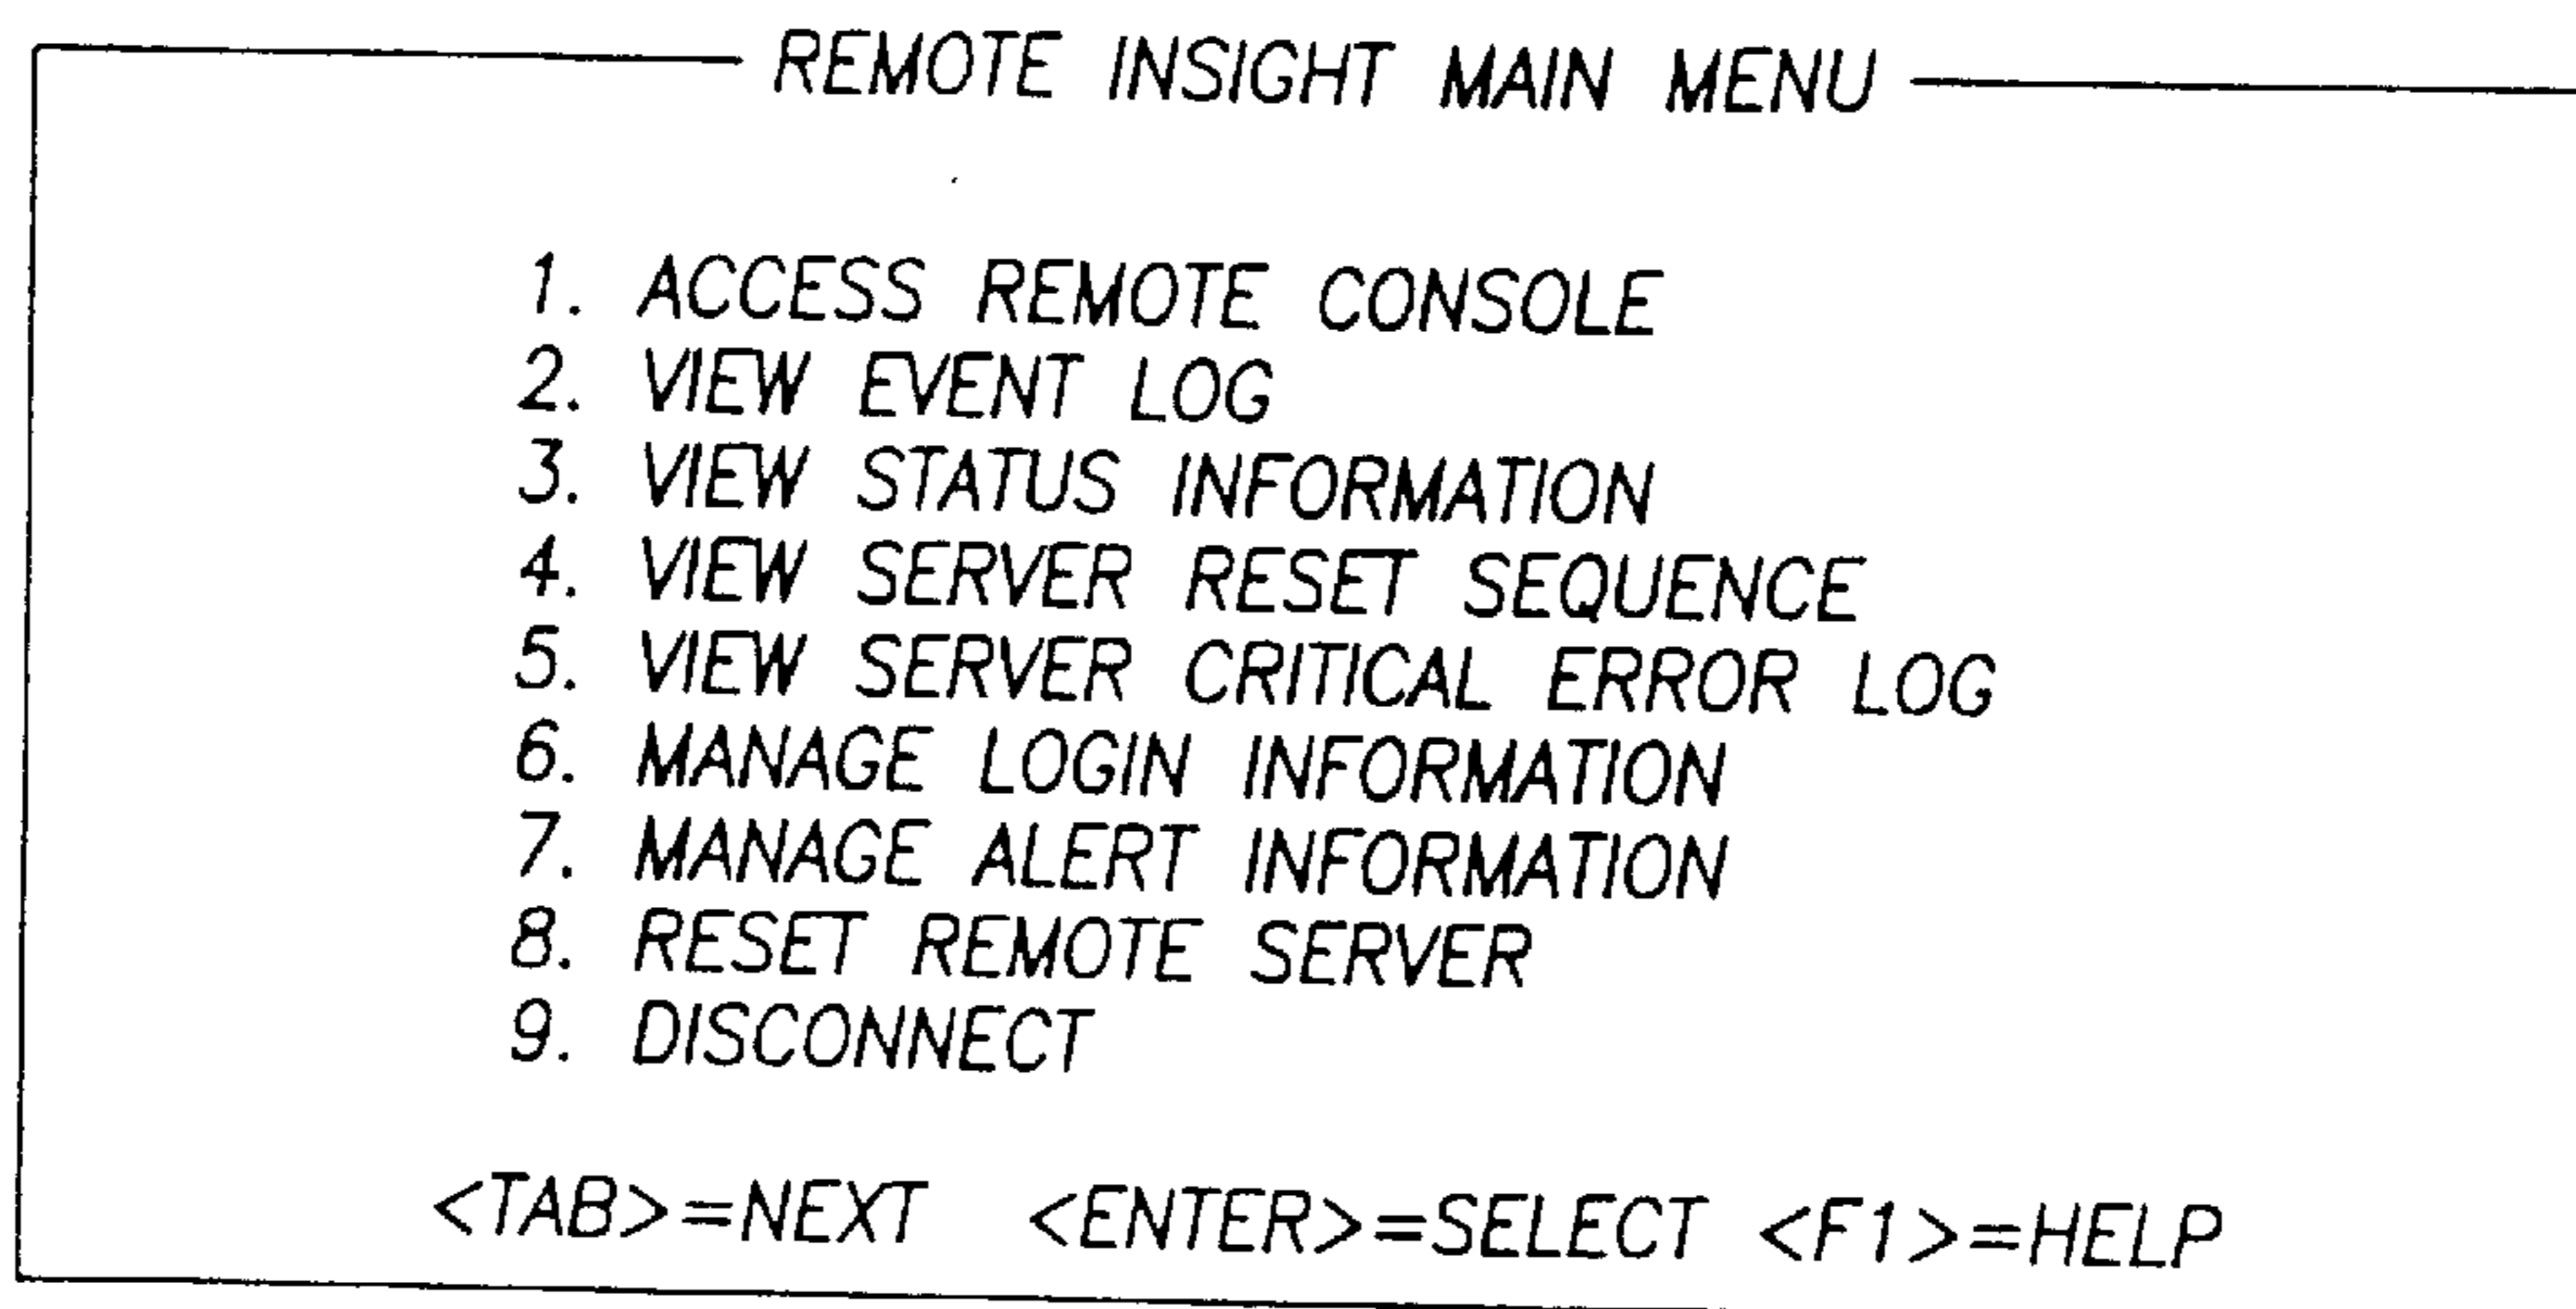 REMOTE INSIGHT MAIN MENU
1. ACCESS REMOTE CONSOLE
2. VIEW EVENT LOG
3. VIEW STATUS INFORMATION
4. VIEW SERVER RESET SEQUENCE
5. VIEW SERVER CRITICAL ERROR LOG
6. MANAGE LOGIN INFORMATION
7. MANAGE ALERT INFORMATION
8. RESET REMOTE SERVER
9. DISCONNECT
<TAB>=NEXT <ENTER>=SELECT <F1>=HELP